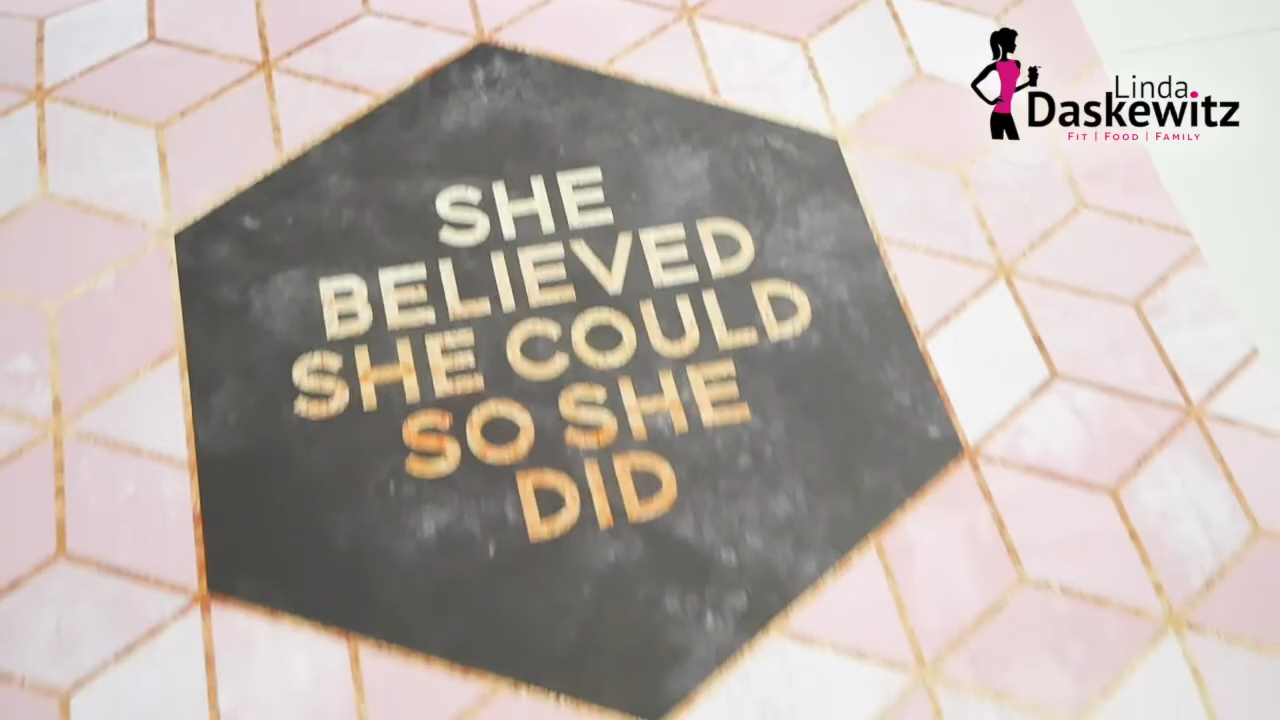 Linda
Daskewitz
FIT | FOOD | FAMILY
SHE
BELIEVED
SHE COULD
SO SHE
DID